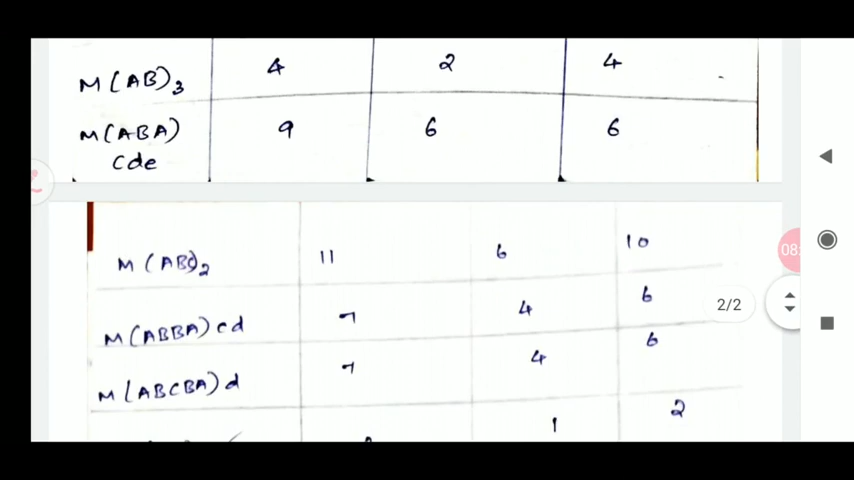 M(AB)₃ 4 2 4
M(ABA) 9 6 6
cde
M(AB)₂ 11 6 10
M(ABBA)cd 7 4 6
M(ABCBA)d 7 4 6
1 2
2/2
08: